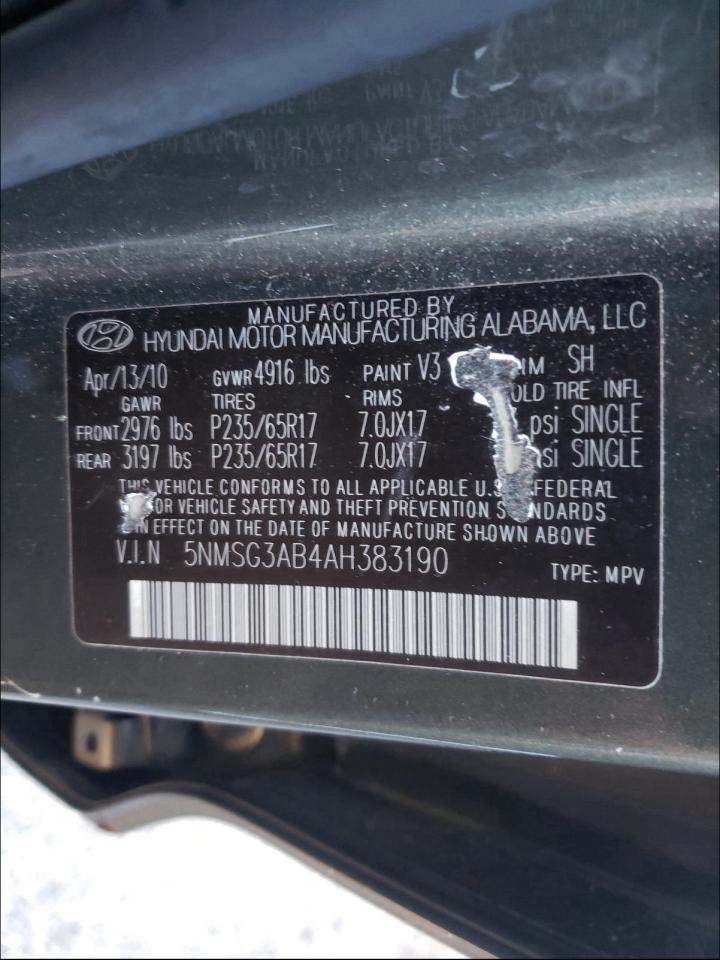 MANUFACTURED BY
HYUNDAI MOTOR MANUFACTURING ALABAMA, LLC
Apr/13/10 GVWR 4916 lbs PAINT V3 SH
GAWR TIRES RIMS TIRE INFL
FRONT 2976 lbs P235/65R17 7.0JX17 psi SINGLE
REAR 3197 lbs P235/65R17 7.0JX17 SINGLE
THIS VEHICLE CONFORMS TO ALL APPLICABLE FEDERAL
VEHICLE SAFETY AND THEFT PREVENTION STANDARDS
IN EFFECT ON THE DATE OF MANUFACTURE SHOWN ABOVE
V.I.N 5NMSG3AB4AH383190 TYPE: MPV